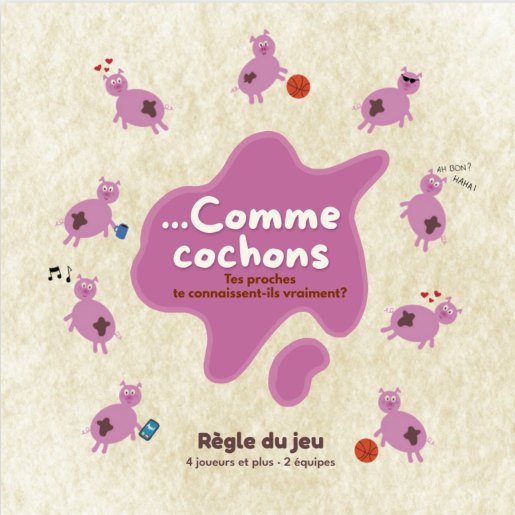 AH BON?
HAHA!
...Comme
cochons
Tes proches
te connaissent-ils vraiment?
Règle du jeu
4 joueurs et plus · 2 équipes